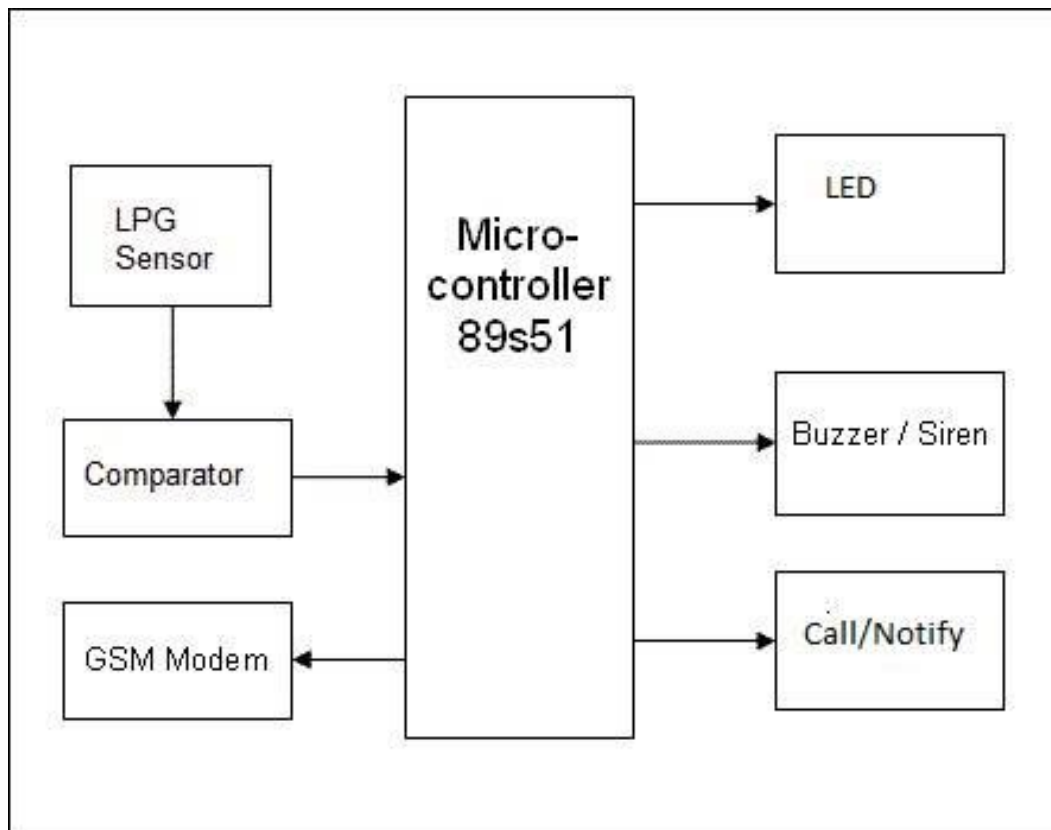 LPG
Sensor
Comparator
GSM Modem
Micro-
controller
89s51
LED
Buzzer / Siren
Call/Notify